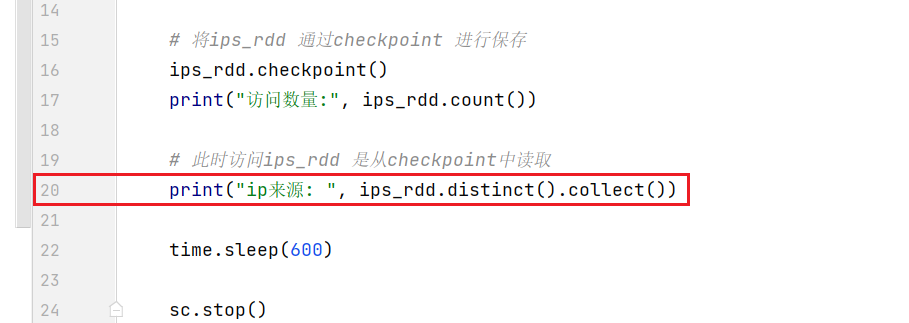 14
15 # 将ips_rdd 通过checkpoint 进行保存
16 ips_rdd.checkpoint()
17 print("访问数量:", ips_rdd.count())
18
19 # 此时访问ips_rdd 是从checkpoint中读取
20 print("ip来源: ", ips_rdd.distinct().collect())
21
22 time.sleep(600)
23
24 sc.stop()